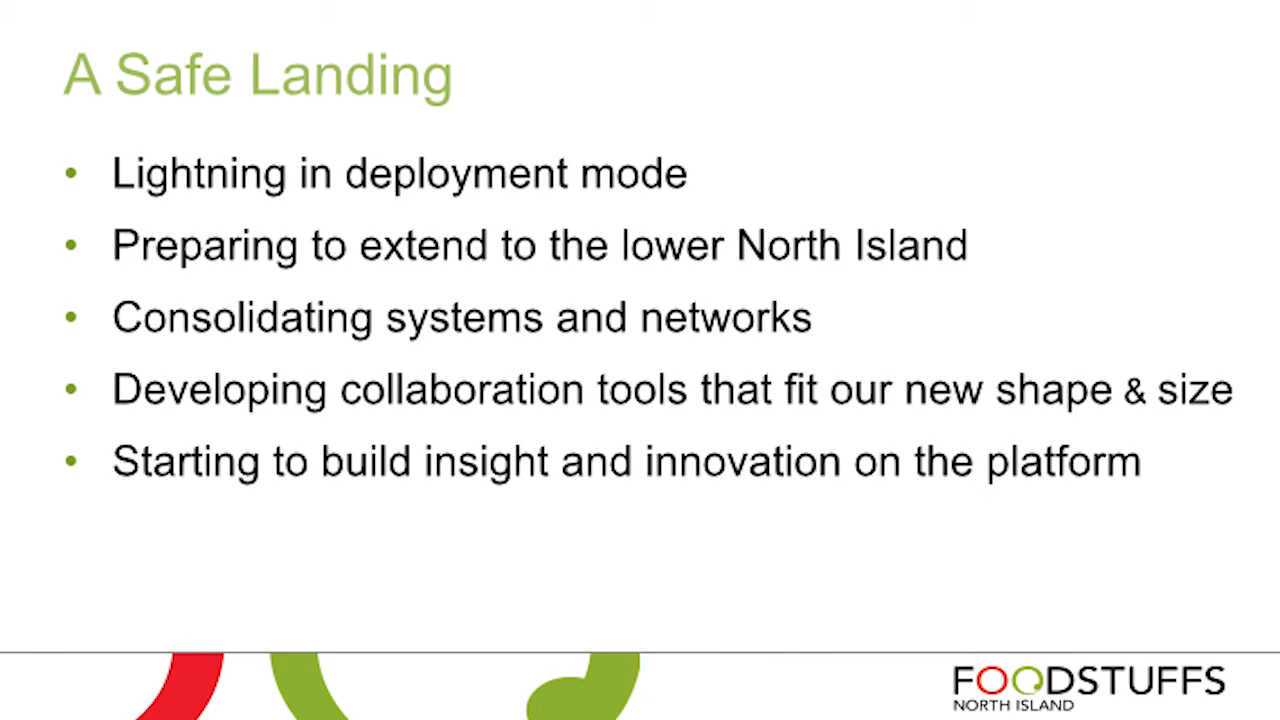 A Safe Landing
• Lightning in deployment mode
• Preparing to extend to the lower North Island
• Consolidating systems and networks
• Developing collaboration tools that fit our new shape & size
• Starting to build insight and innovation on the platform
FOODSTUFFS
NORTH ISLAND